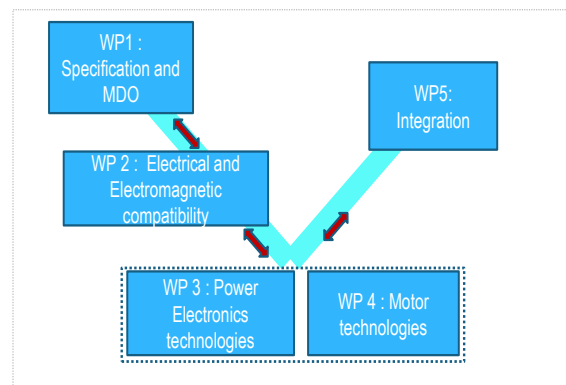 WP1 :
Specification and
MDO
WP5:
Integration
WP 2 : Electrical and
Electromagnetic
compatibility
WP 3 : Power
Electronics
technologies
WP 4 : Motor
technologies